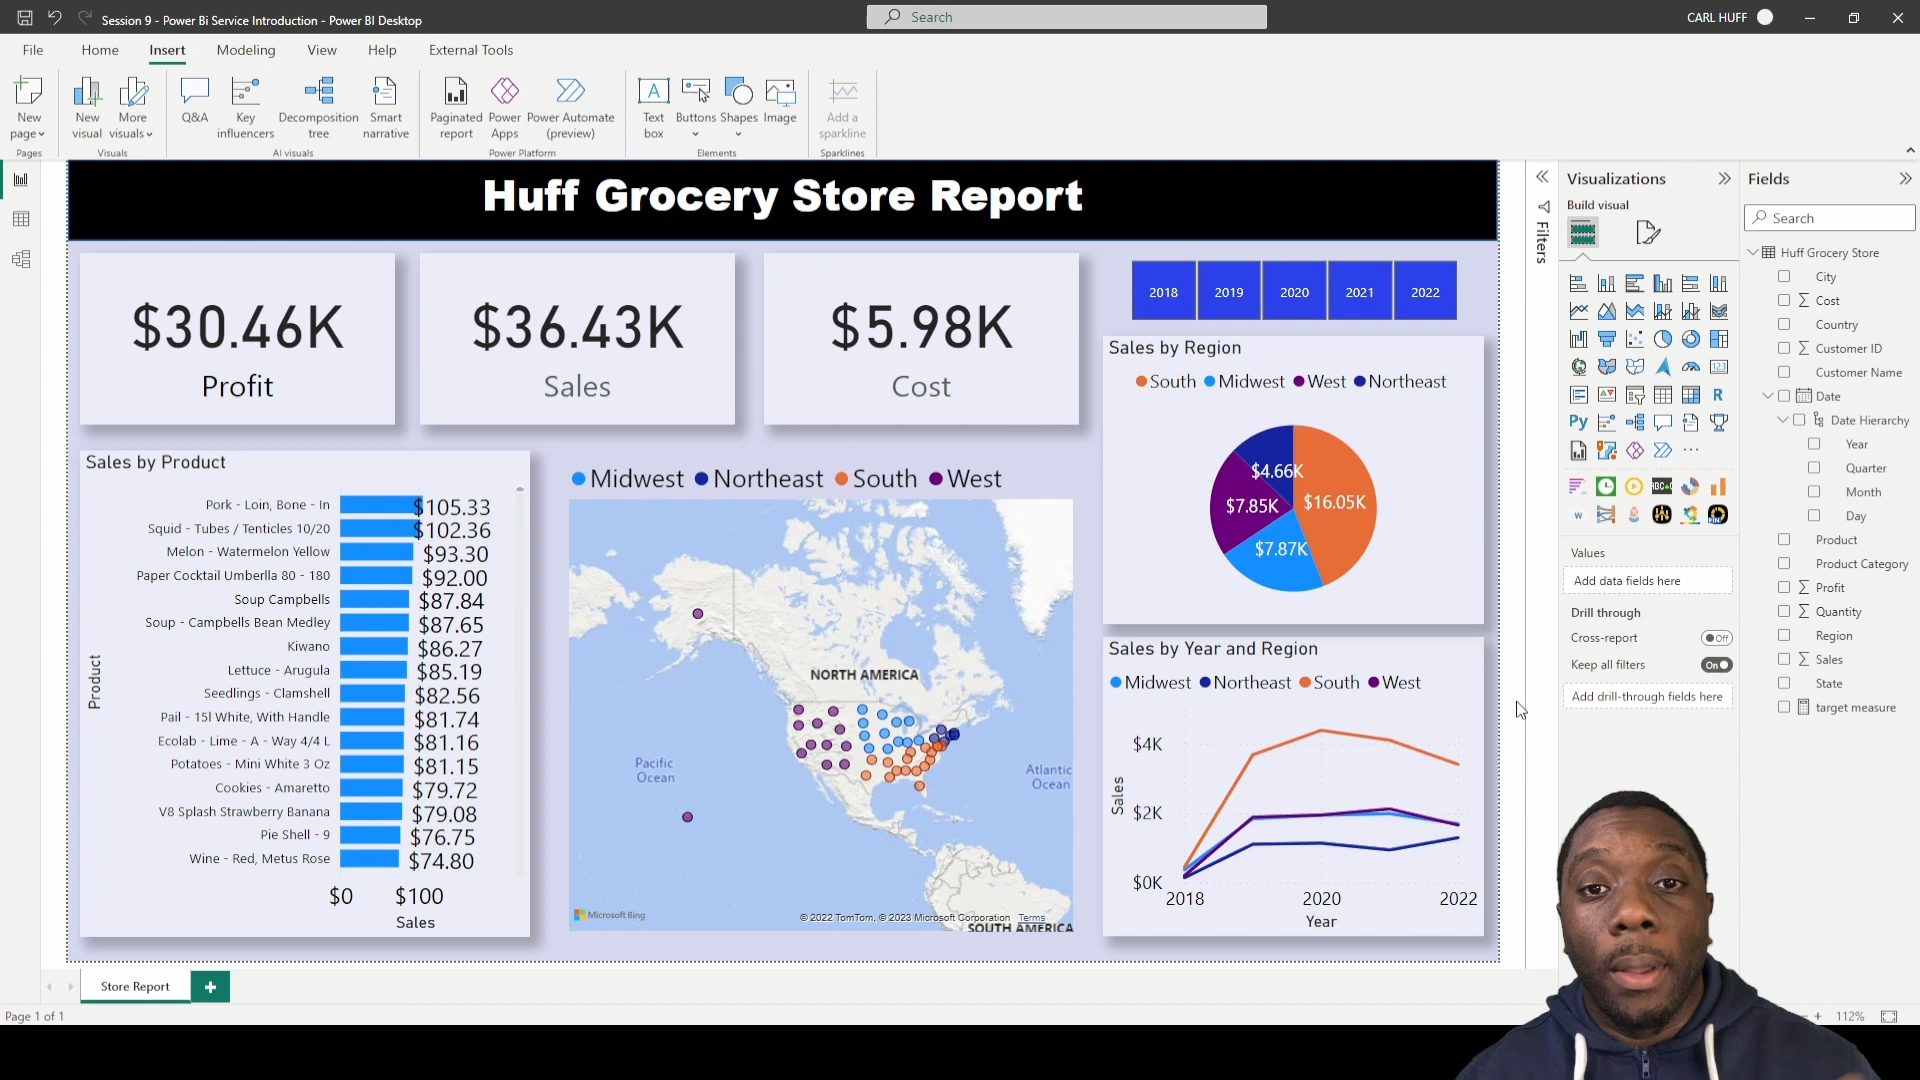 Session 9 - Power Bi Service Introduction - Power BI Desktop
Search
CARL HUFF
File
Home
Insert
Modeling
View
Help
External Tools
New page
New visual
More visuals
Q&A
Key influencers
Decomposition tree
Smart narrative
Paginated report
Power Apps
Power Automate (preview)
Text box
Buttons
Shapes
Image
Add a sparkline
Pages
Visuals
AI visuals
Power Platform
Elements
Sparklines
Huff Grocery Store Report
$30.46K
Profit
$36.43K
Sales
$5.98K
Cost
2018
2019
2020
2021
2022
Sales by Product
Product
Pork - Loin, Bone - In $105.33
Squid - Tubes / Tenticles 10/20 $102.36
Melon - Watermelon Yellow $93.30
Paper Cocktail Umberlla 80 - 180 $92.00
Soup Campbells $87.84
Soup - Campbells Bean Medley $87.65
Kiwano $86.27
Lettuce - Arugula $85.19
Seedlings - Clamshell $82.56
Pail - 15l White, With Handle $81.74
Ecolab - Lime - A - Way 4/4 L $81.16
Potatoes - Mini White 3 Oz $81.15
Cookies - Amaretto $79.72
V8 Splash Strawberry Banana $79.08
Pie Shell - 9 $76.75
Wine - Red, Metus Rose $74.80
$0 $100
Sales
Midwest Northeast South West
NORTH AMERICA
Pacific Ocean
Atlantic Ocean
SOUTH AMERICA
Microsoft Bing
© 2022 TomTom, © 2023 Microsoft Corporation Terms
Sales by Region
South Midwest West Northeast
$4.66K
$16.05K
$7.85K
$7.87K
Sales by Year and Region
Midwest Northeast South West
$4K
$2K
$0K
Sales
2018 2020 2022
Year
Filters
Visualizations
Build visual
123
R
Py
Values
Add data fields here
Drill through
Cross-report
Off
Keep all filters
On
Add drill-through fields here
Fields
Search
Huff Grocery Store
City
Cost
Country
Customer ID
Customer Name
Date
Date Hierarchy
Year
Quarter
Month
Day
Product
Product Category
Profit
Quantity
Region
Sales
State
target measure
Store Report
Page 1 of 1
112%